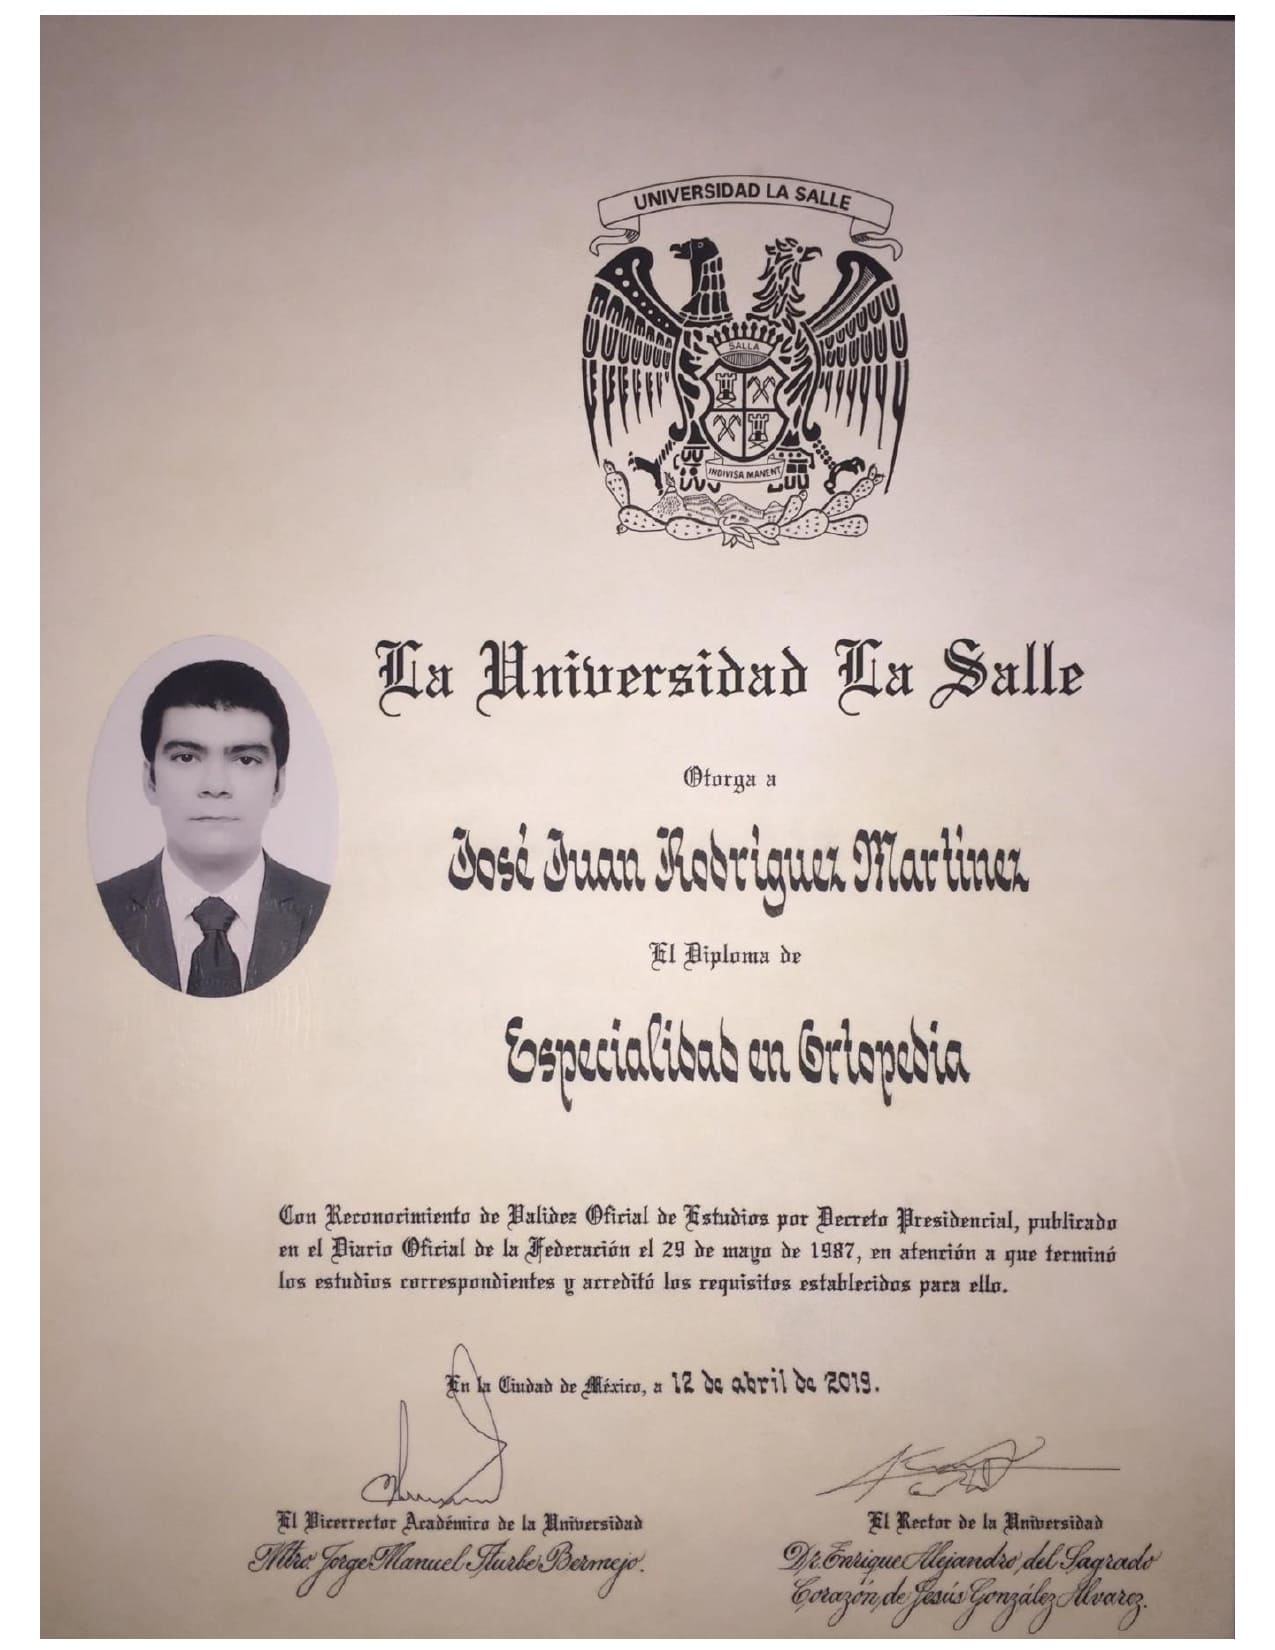 UNIVERSIDAD LA SALLE
SALLA
INDIVISA MANENT
La Universidad La Salle
Otorga a
José Juan Rodríguez Martínez
El Diploma de
Especialidad en Ortopedia
Con Reconocimiento de Validez Oficial de Estudios por Decreto Presidencial, publicado
en el Diario Oficial de la Federación el 29 de mayo de 1987, en atención a que terminó
los estudios correspondientes y acreditó los requisitos establecidos para ello.
En la Ciudad de México, a 12 de abril de 2019.
El Vicerrector Académico de la Universidad
Mtro. Jorge Manuel Iturbe Bermejo.
El Rector de la Universidad
Dr. Enrique Alejandro del Sagrado
Corazón de Jesús González Álvarez.